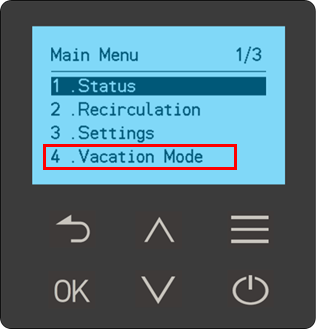 Main Menu 1/3
1 .Status
2 .Recirculation
3 .Settings
4 .Vacation Mode
OK